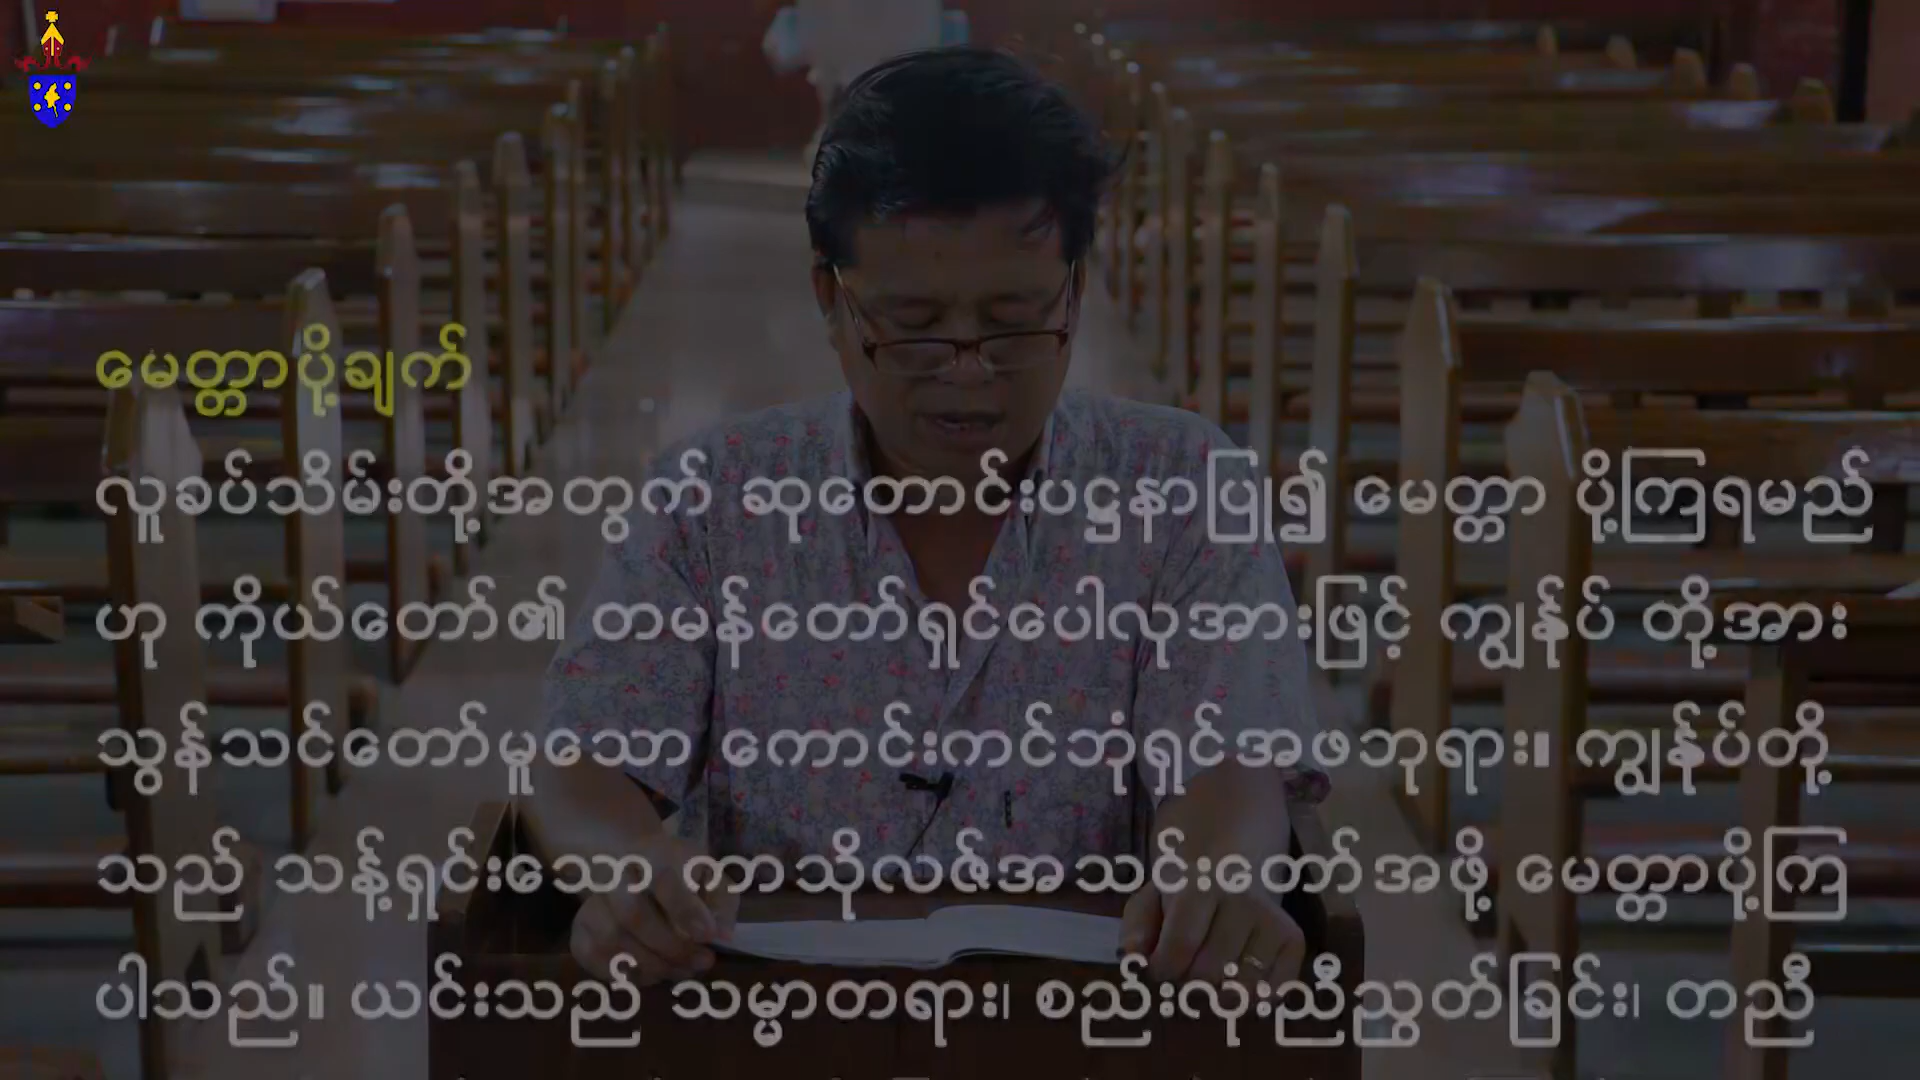 မေတ္တာပို့ချက်
လူခပ်သိမ်းတို့အတွက် ဆုတောင်းပဌနာပြု၍ မေတ္တာ ပို့ကြရမည်
ဟု ကိုယ်တော်၏ တမန်တော်ရှင်ပေါလုအားဖြင့် ကျွန်ုပ် တို့အား
သွန်သင်တော်မူသော ကောင်းကင်ဘုံရှင်အဖဘုရား။ ကျွန်ုပ်တို့
သည် သန့်ရှင်းသော ကာသိုလဇ်အသင်းတော်အဖို့ မေတ္တာပို့ကြ
ပါသည်။ ယင်းသည် သမ္မာတရား၊ စည်းလုံးညီညွတ်ခြင်း၊ တညီ